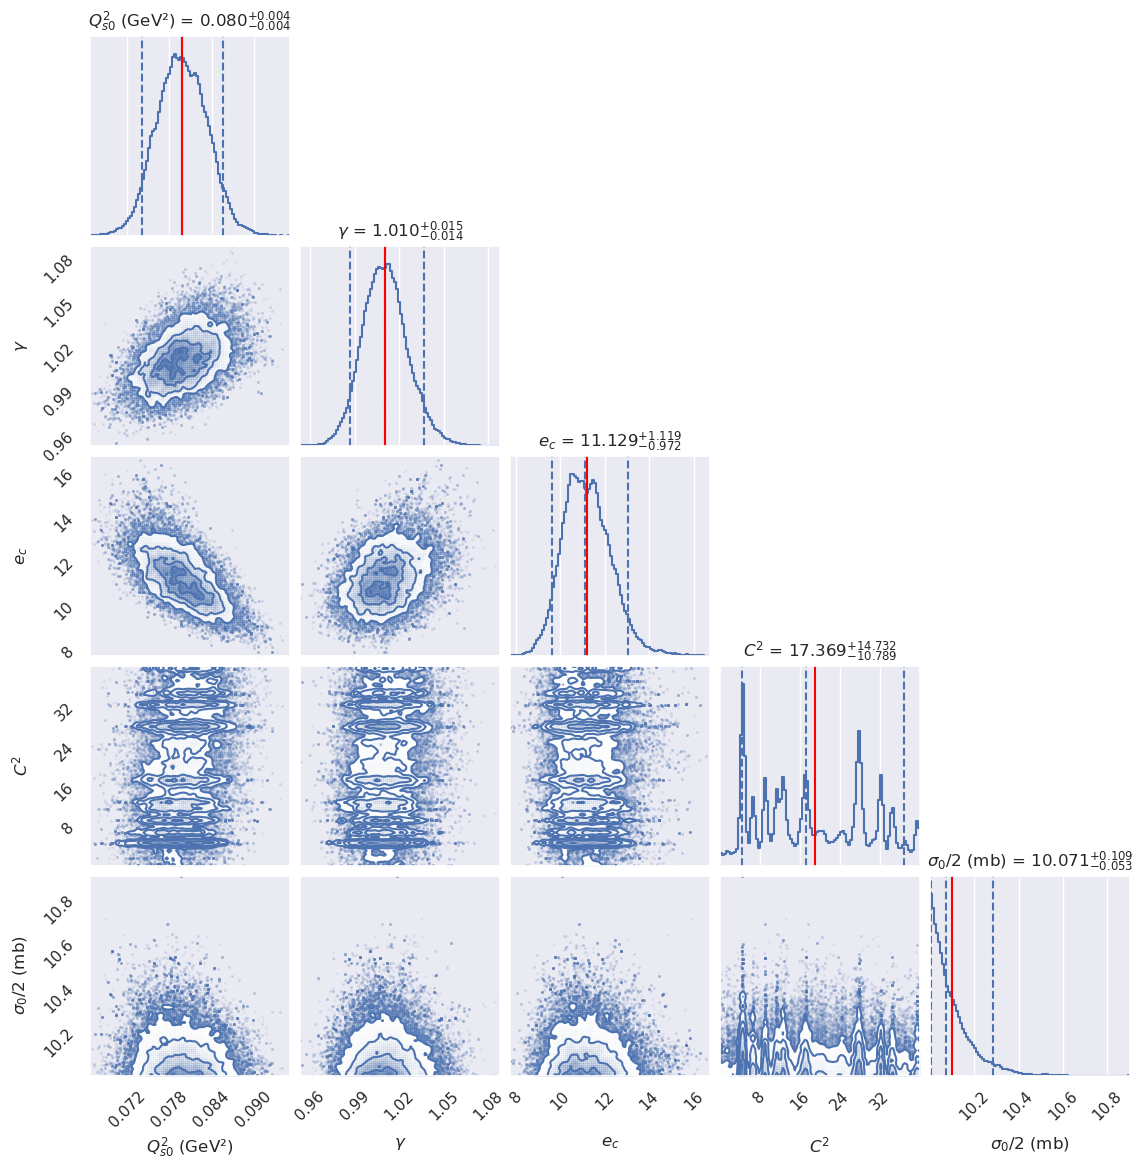 Q²ₛ₀ (GeV²) = 0.080⁺⁰·⁰⁰⁴₋₀.₀₀₄
γ = 1.010⁺⁰·⁰¹⁵₋₀.₀₁₄
1.08
1.05
1.02
0.99
0.96
γ
e_c = 11.129⁺¹·¹¹⁹₋₀.₉₇₂
16
14
12
10
8
e_c
C² = 17.369⁺¹⁴·⁷³²₋₁₀.₇₈₉
32
24
16
8
C²
σ₀/2 (mb) = 10.071⁺⁰·¹⁰⁹₋₀.₀₅₃
10.8
10.6
10.4
10.2
σ₀/2 (mb)
0.072 0.078 0.084 0.090 0.96 0.99 1.02 1.05 1.08 8 10 12 14 16 8 16 24 32 10.2 10.4 10.6 10.8
Q²ₛ₀ (GeV²) γ e_c C² σ₀/2 (mb)